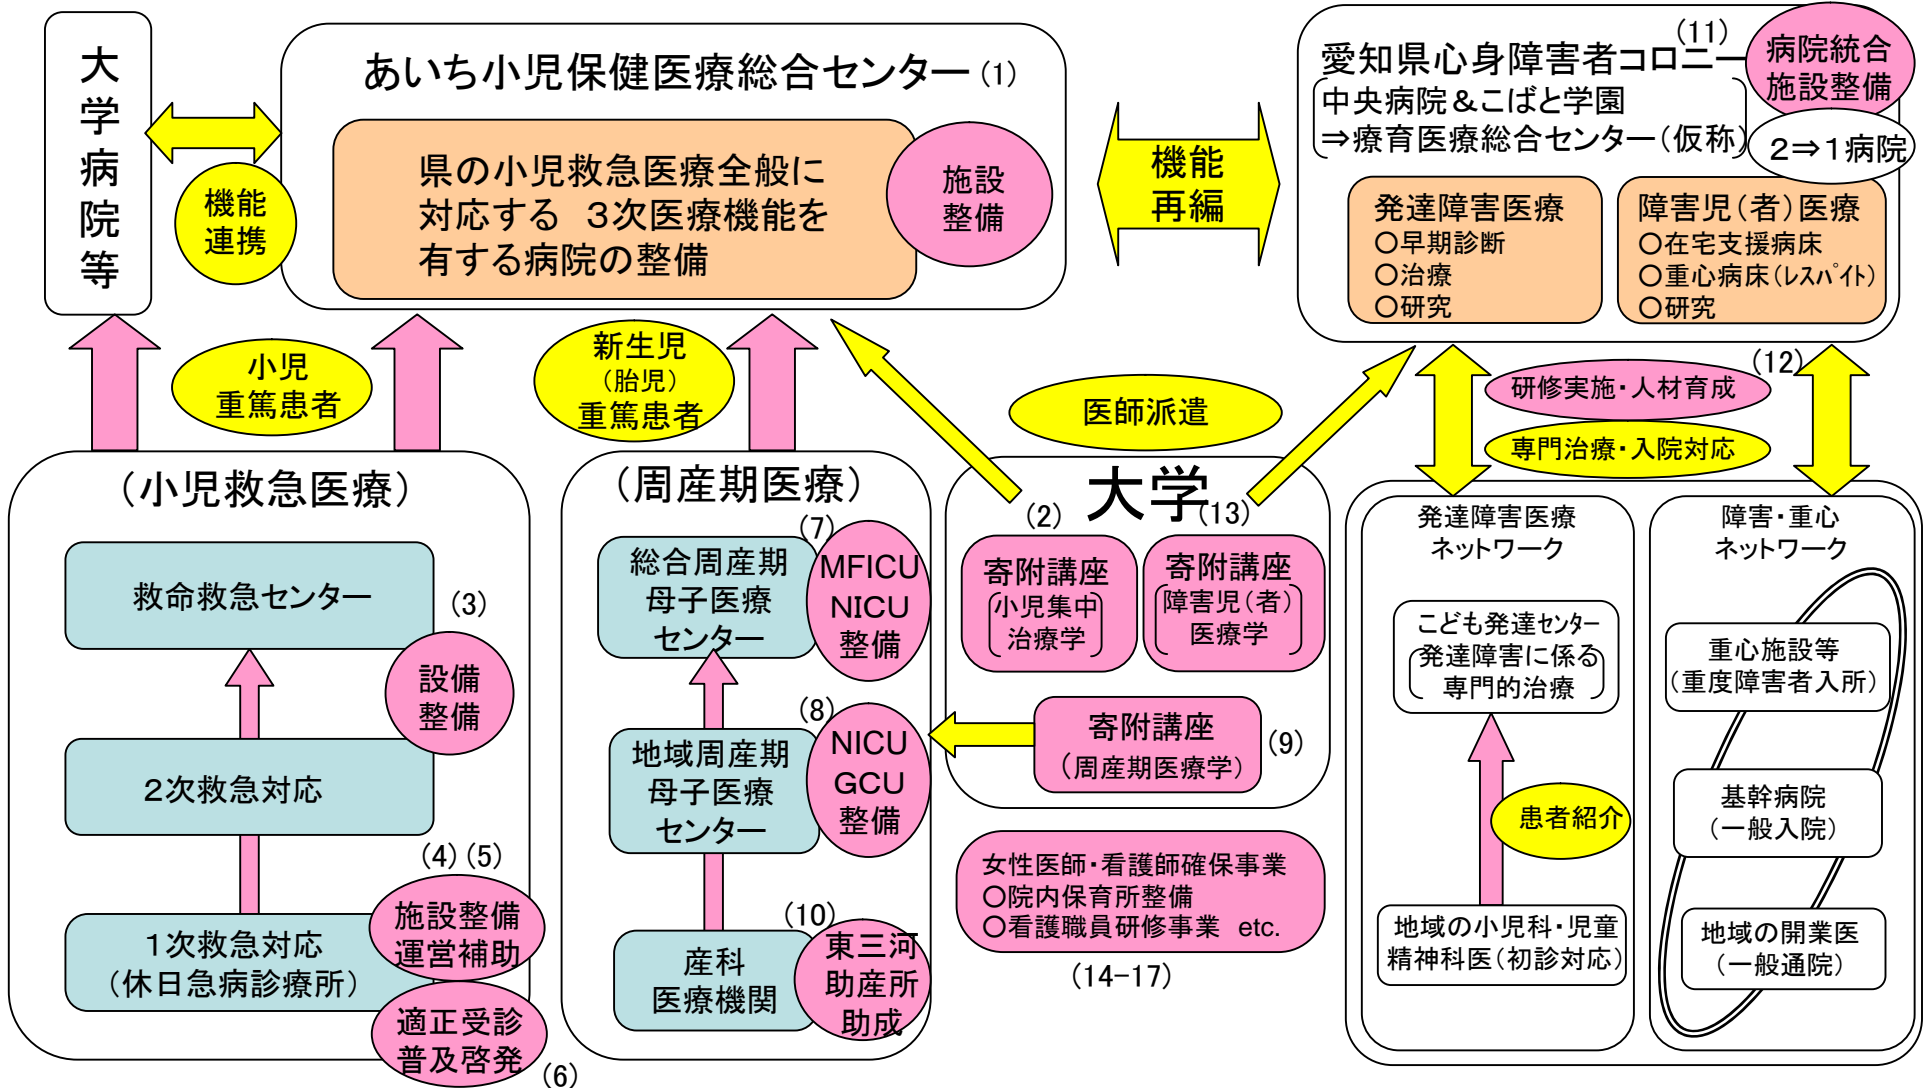 大学病院等
あいち小児保健医療総合センター (1)
県の小児救急医療全般に
対応する　3次医療機能を
有する病院の整備
施設
整備
機能
連携
機能
再編
(11)
愛知県心身障害者コロニー
中央病院&こばと学園
⇒療育医療総合センター(仮称)
病院統合
施設整備
2⇒1病院
発達障害医療
○早期診断
○治療
○研究
障害児(者)医療
○在宅支援病床
○重心病床(ﾚｽﾊﾟｲﾄ)
○研究
小児
重篤患者
新生児
(胎児)
重篤患者
医師派遣
(12)
研修実施・人材育成
専門治療・入院対応
(小児救急医療)
救命救急センター
(3)
設備
整備
2次救急対応
(4) (5)
施設整備
運営補助
1次救急対応
(休日急病診療所)
適正受診
普及啓発
(6)
(周産期医療)
(7)
総合周産期
母子医療
センター
MFICU
NICU
整備
(8)
地域周産期
母子医療
センター
NICU
GCU
整備
(10)
産科
医療機関
東三河
助産所
助成
大学
(2)
寄附講座
小児集中
治療学
(13)
寄附講座
障害児(者)
医療学
寄附講座
(周産期医療学)
(9)
女性医師・看護師確保事業
○院内保育所整備
○看護職員研修事業　etc.
(14-17)
発達障害医療
ネットワーク
こども発達センター
発達障害に係る
専門的治療
患者紹介
地域の小児科・児童
精神科医(初診対応)
障害・重心
ネットワーク
重心施設等
(重度障害者入所)
基幹病院
(一般入院)
地域の開業医
(一般通院)